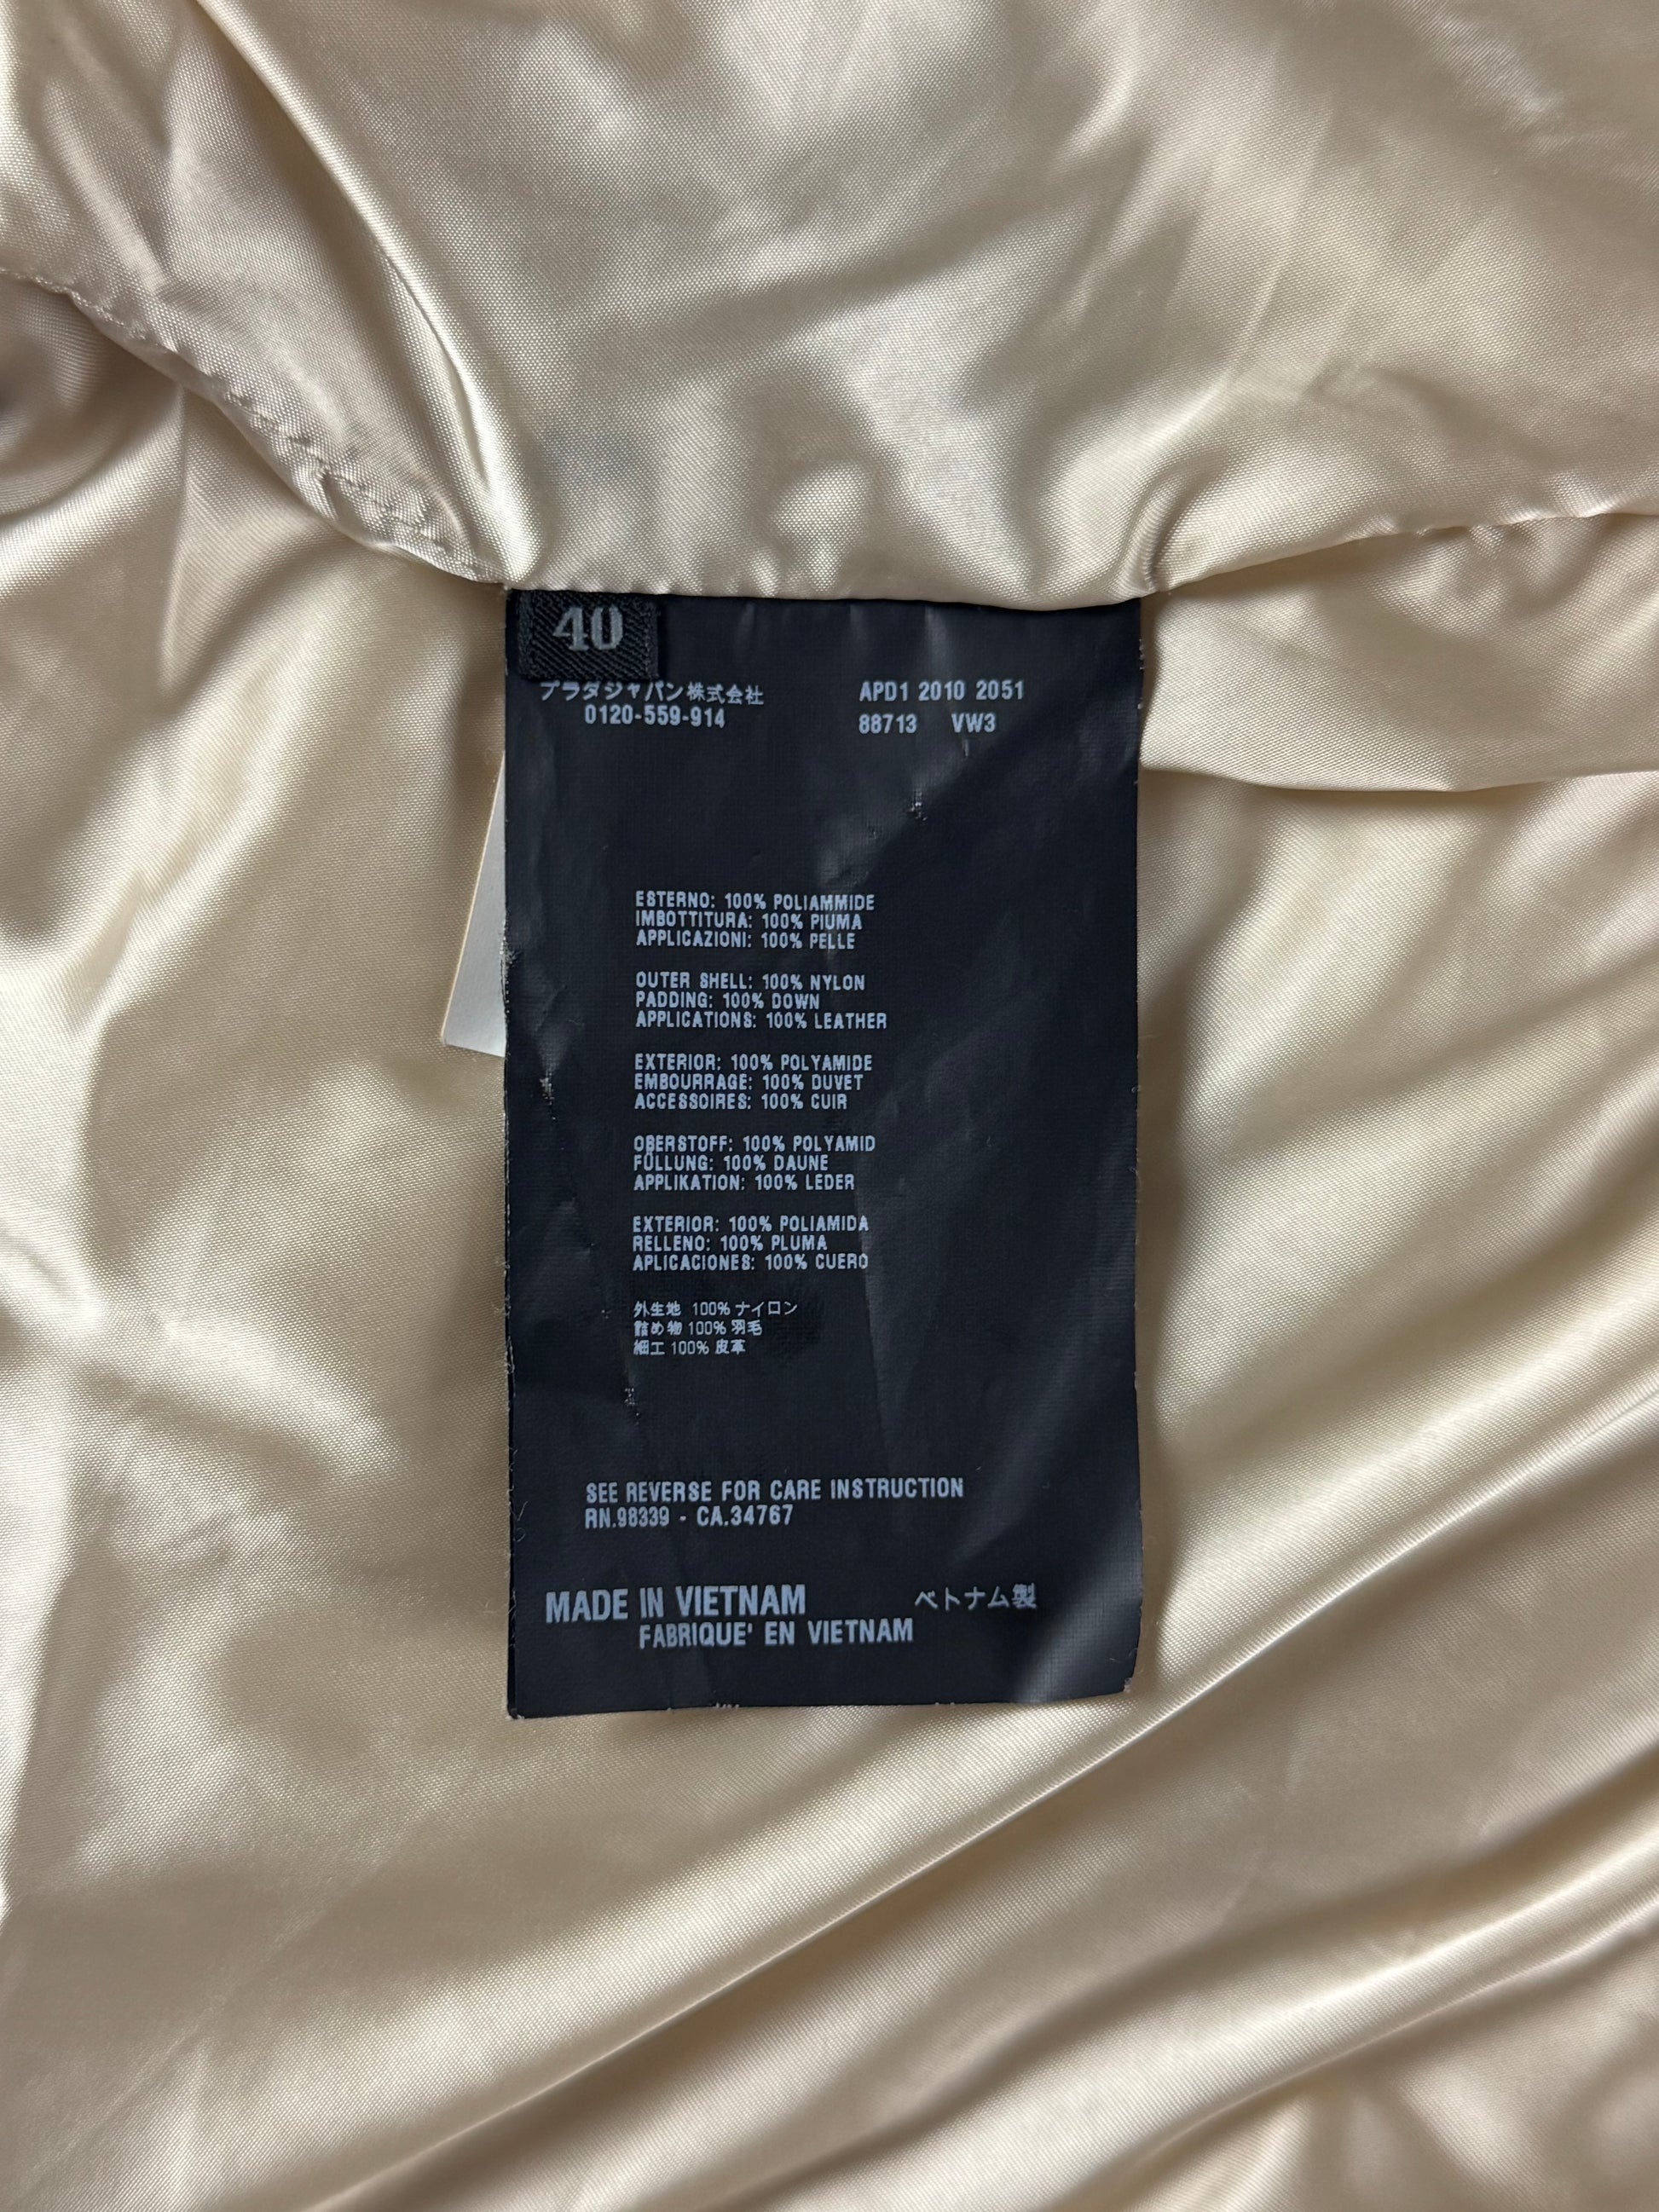 40
プラダジャパン株式会社
0120-559-914
APD1 2010 2051
88713 VW3
ESTERNO: 100% POLIAMMIDE
IMBOTTITURA: 100% PIUMA
APPLICAZIONI: 100% PELLE
OUTER SHELL: 100% NYLON
PADDING: 100% DOWN
APPLICATIONS: 100% LEATHER
EXTERIOR: 100% POLYAMIDE
EMBOURRAGE: 100% DUVET
ACCESSOIRES: 100% CUIR
OBERSTOFF: 100% POLYAMID
FÜLLUNG: 100% DAUNE
APPLIKATION: 100% LEDER
EXTERIOR: 100% POLIAMIDA
RELLENO: 100% PLUMA
APLICACIONES: 100% CUERO
外生地 100% ナイロン
詰め物 100% 羽毛
細工 100% 皮革
SEE REVERSE FOR CARE INSTRUCTION
RN.98339 - CA.34767
MADE IN VIETNAM ベトナム製
FABRIQUE' EN VIETNAM